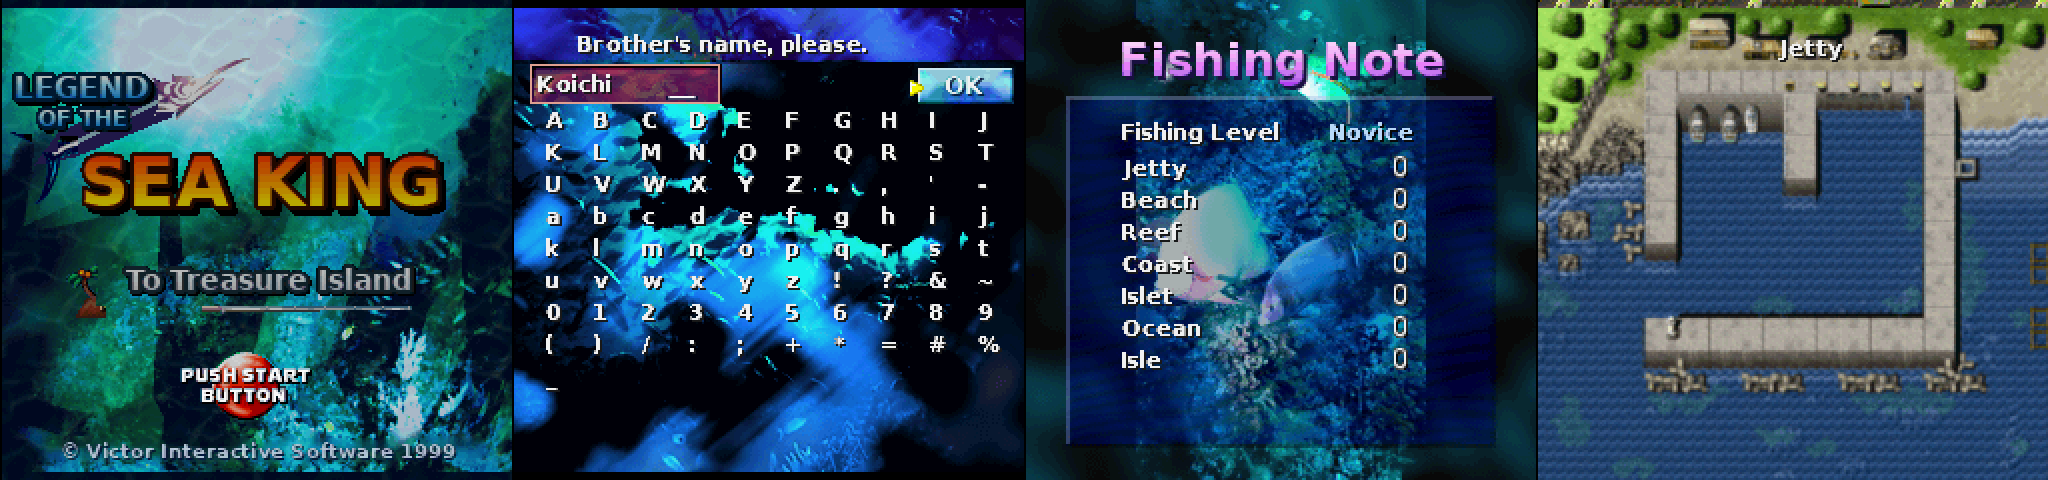 LEGEND
OF THE
SEA KING
To Treasure Island
PUSH START
BUTTON
© Victor Interactive Software 1999
Brother's name, please.
Koichi __
OK
A B C D E F G H I J
K L M N O P Q R S T
U V W X Y Z . , ' -
a b c d e f g h i j
k l m n o p q r s t
u v w x y z ! ? & ~
0 1 2 3 4 5 6 7 8 9
( ) / : ; + * = # %
_
Fishing Note
Fishing Level Novice
Jetty 0
Beach 0
Reef 0
Coast 0
Islet 0
Ocean 0
Isle 0
Jetty